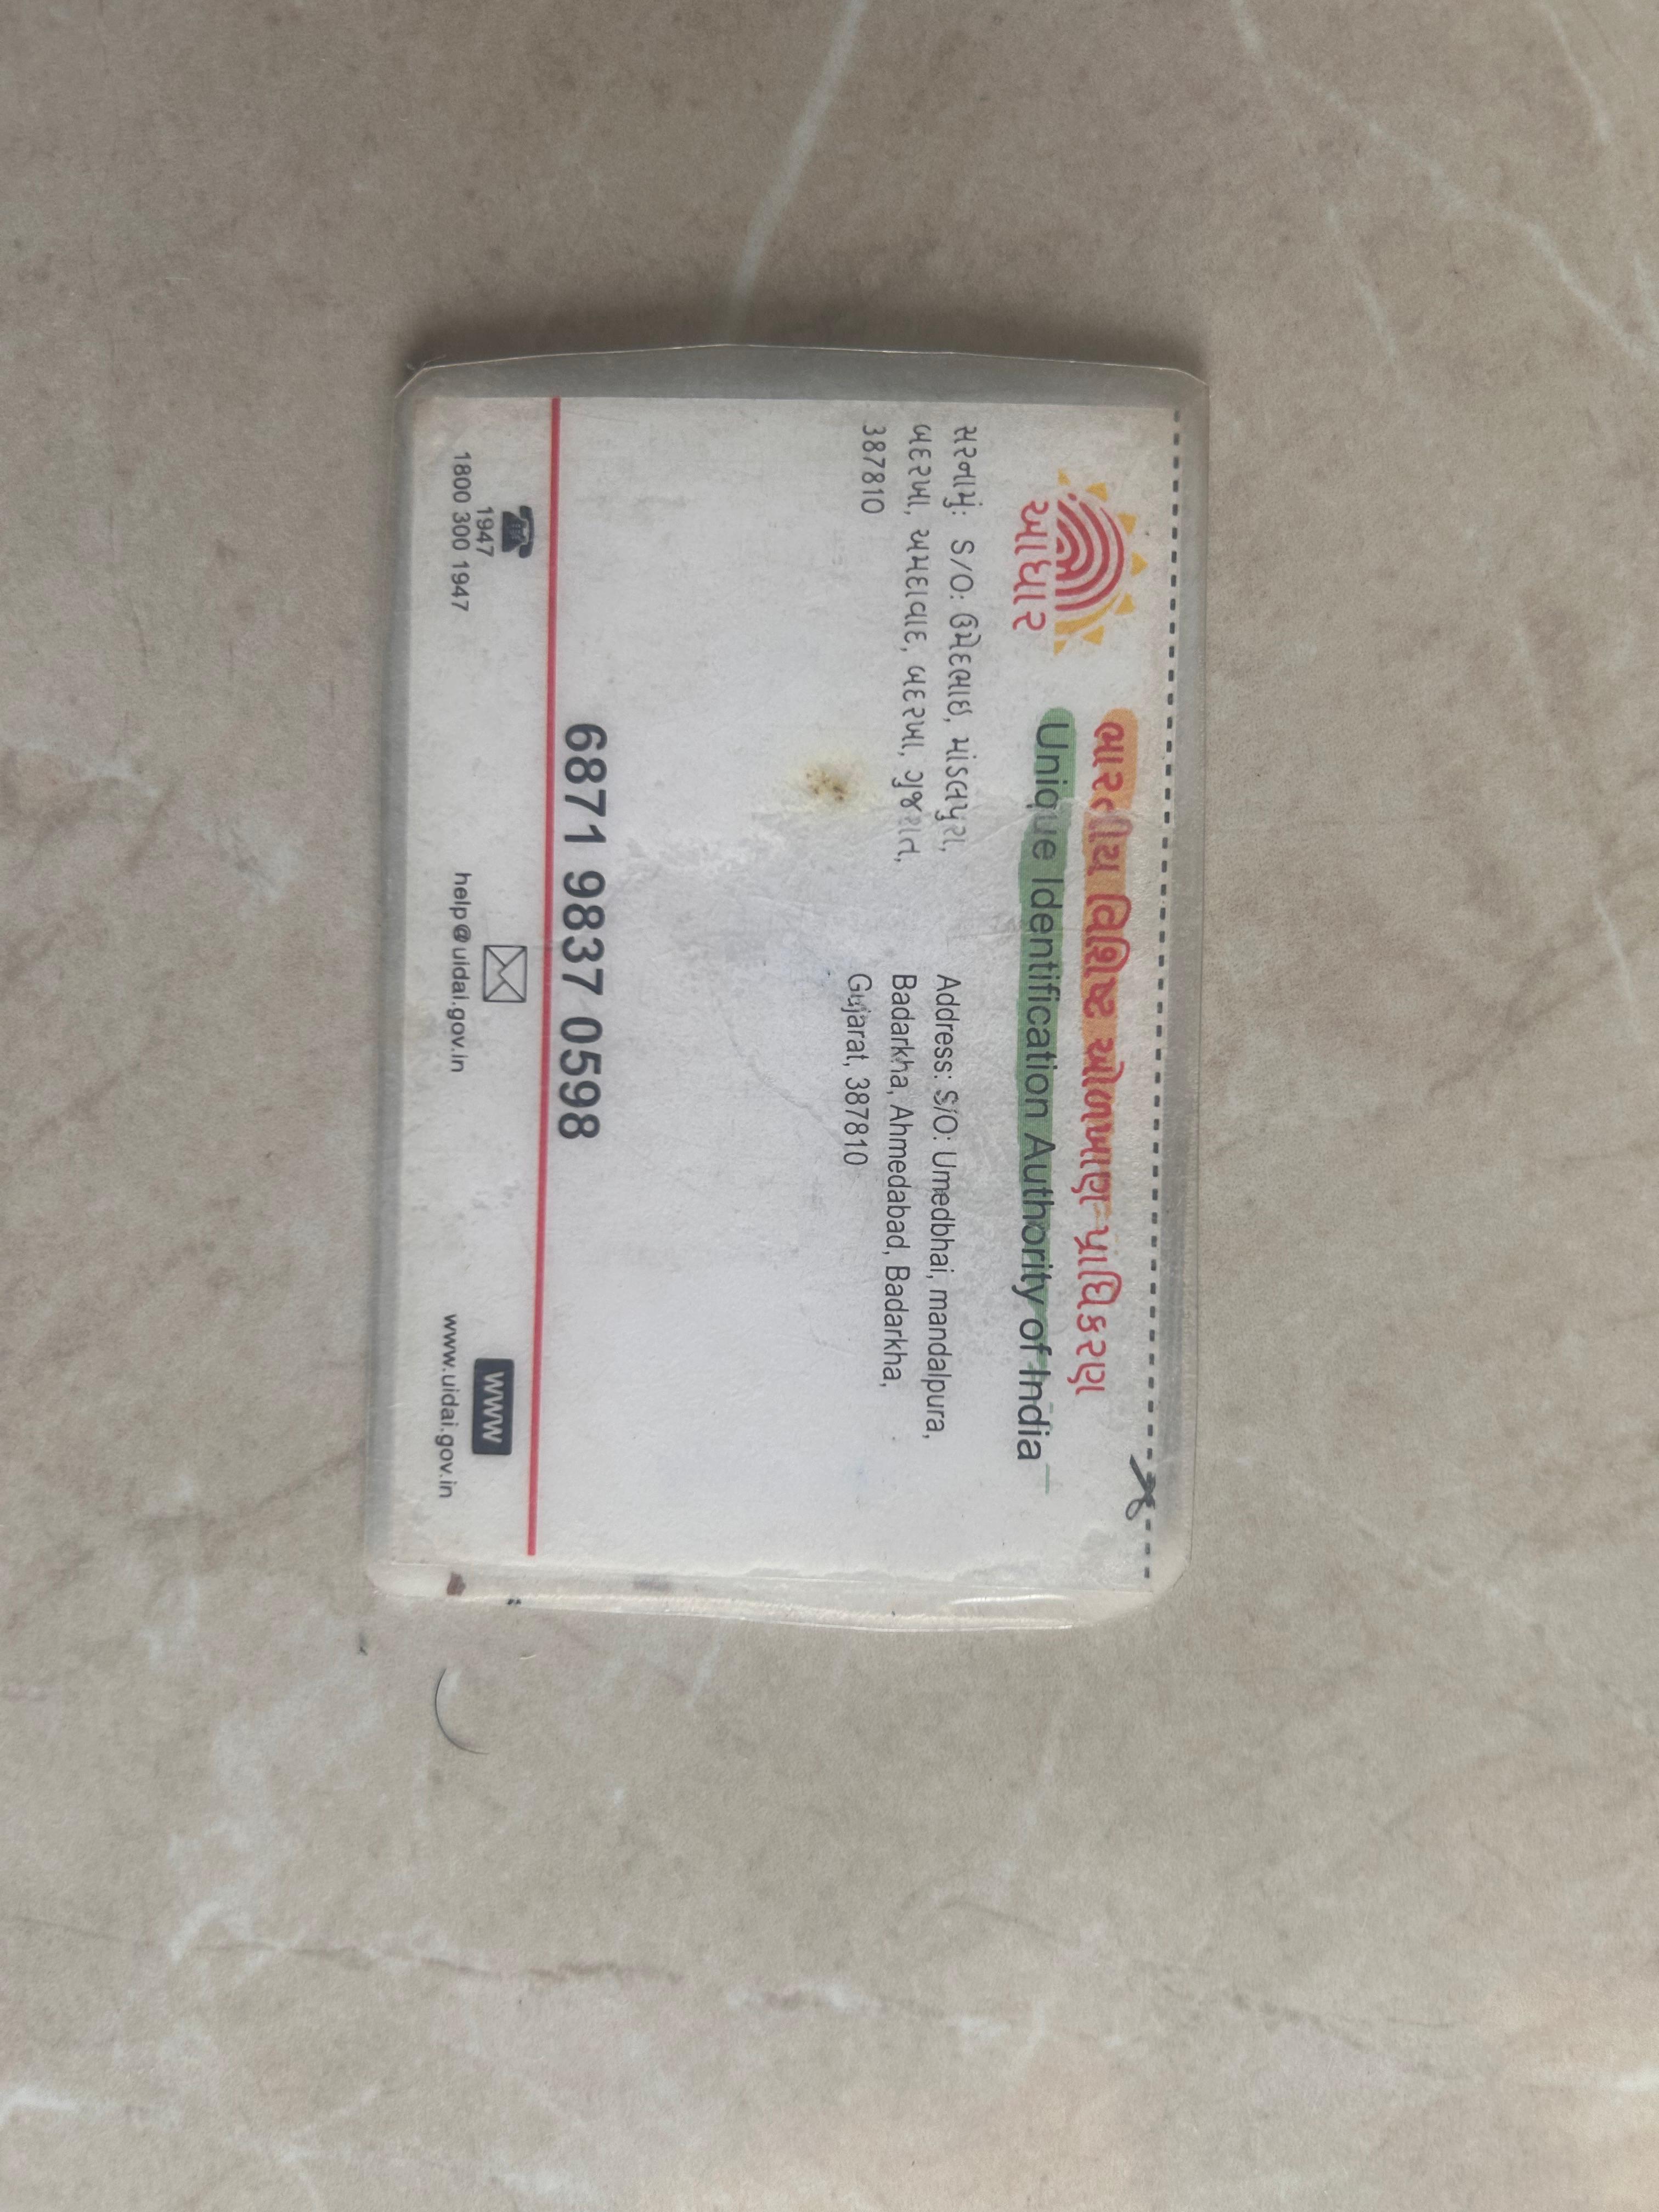 આધાર
ભારતીય વિશિષ્ટ ઓળખાણ પ્રાધિકરણ
Unique Identification Authority of India
સરનામું: S/O: ઉમેદભાઇ, માંડલપુરા,
બદરખા, અમદાવાદ, બદરખા, ગુજરાત,
387810
Address: S/O: Umedbhai, mandalpura,
Badarkha, Ahmedabad, Badarkha,
Gujarat, 387810
6871 9837 0598
1947
1800 300 1947
help@uidai.gov.in
WWW
www.uidai.gov.in